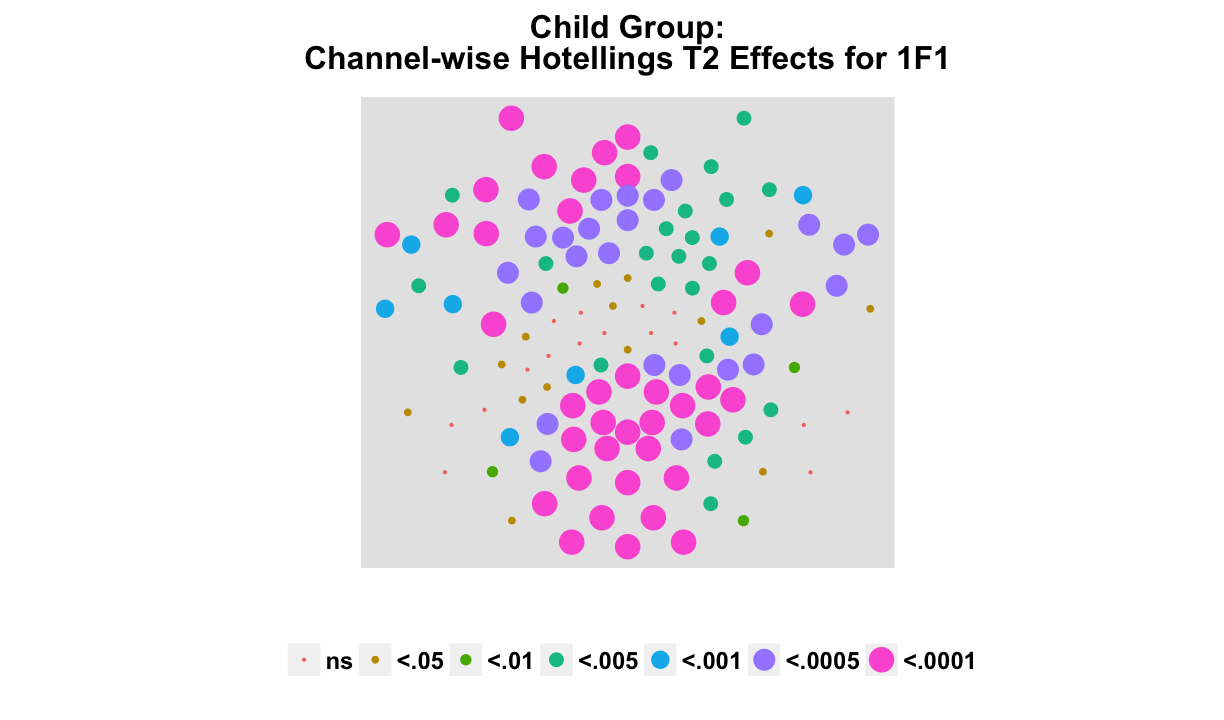 Child Group:
Channel-wise Hotellings T2 Effects for 1F1
ns <.05 <.01 <.005 <.001 <.0005 <.0001